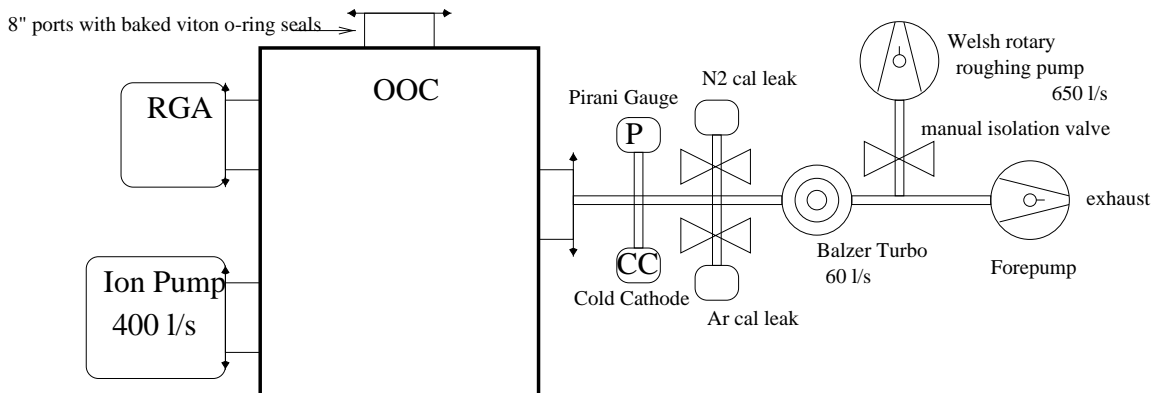 8" ports with baked viton o-ring seals
OOC
RGA
Ion Pump
400 l/s
Pirani Gauge
P
CC
Cold Cathode
N2 cal leak
Ar cal leak
Balzer Turbo
60 l/s
Welsh rotary
roughing pump
650 l/s
manual isolation valve
exhaust
Forepump